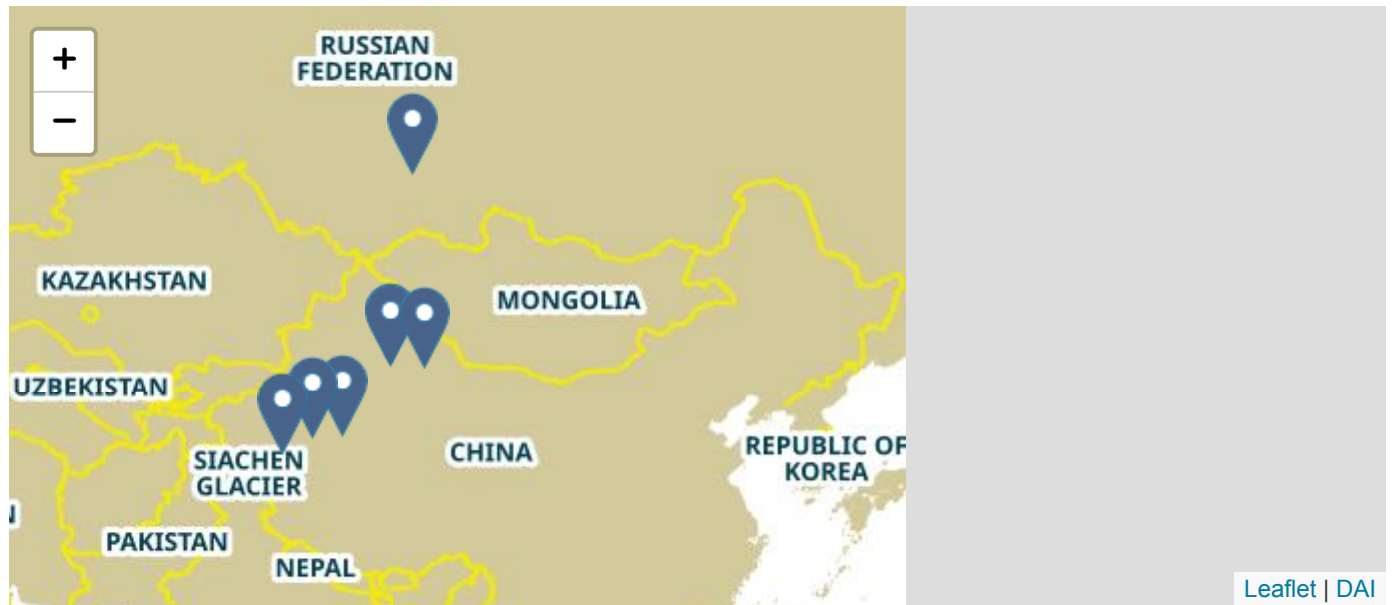 +
RUSSIAN
FEDERATION
−
KAZAKHSTAN
MONGOLIA
UZBEKISTAN
CHINA
REPUBLIC OF
KOREA
SIACHEN
GLACIER
N
PAKISTAN
NEPAL
Leaflet | DAI